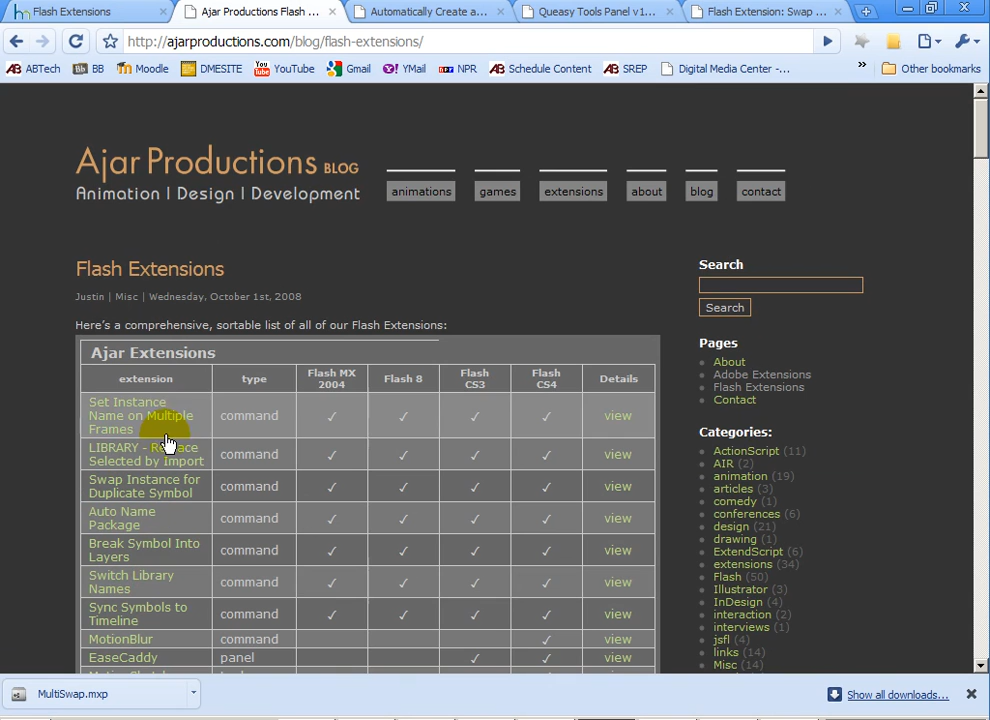 Flash Extensions
Ajar Productions Flash ...
Automatically Create a...
Queasy Tools Panel v1...
Flash Extension: Swap ...
http://ajarproductions.com/blog/flash-extensions/
ABTech
BB
Moodle
DMESITE
YouTube
Gmail
YMail
NPR
Schedule Content
SREP
Digital Media Center -...
»
Other bookmarks
Ajar Productions BLOG
Animation | Design | Development
animations
games
extensions
about
blog
contact
Flash Extensions
Justin | Misc | Wednesday, October 1st, 2008
Here's a comprehensive, sortable list of all of our Flash Extensions:
Ajar Extensions
extension type Flash MX 2004 Flash 8 Flash CS3 Flash CS4 Details
Set Instance Name on Multiple Frames command ✓ ✓ ✓ ✓ view
LIBRARY - Replace Selected by Import command ✓ ✓ ✓ ✓ view
Swap Instance for Duplicate Symbol command ✓ ✓ ✓ ✓ view
Auto Name Package command ✓ ✓ ✓ ✓ view
Break Symbol Into Layers command ✓ ✓ ✓ ✓ view
Switch Library Names command ✓ ✓ ✓ ✓ view
Sync Symbols to Timeline command ✓ ✓ ✓ ✓ view
MotionBlur command ✓ view
EaseCaddy panel ✓ ✓ view
Search
Search
Pages
About
Adobe Extensions
Flash Extensions
Contact
Categories:
ActionScript (11)
AIR (2)
animation (19)
articles (3)
comedy (1)
conferences (6)
design (21)
drawing (1)
ExtendScript (6)
extensions (34)
Flash (50)
Illustrator (3)
InDesign (4)
interaction (2)
interviews (1)
jsfl (4)
links (14)
Misc (14)
MultiSwap.mxp
Show all downloads...